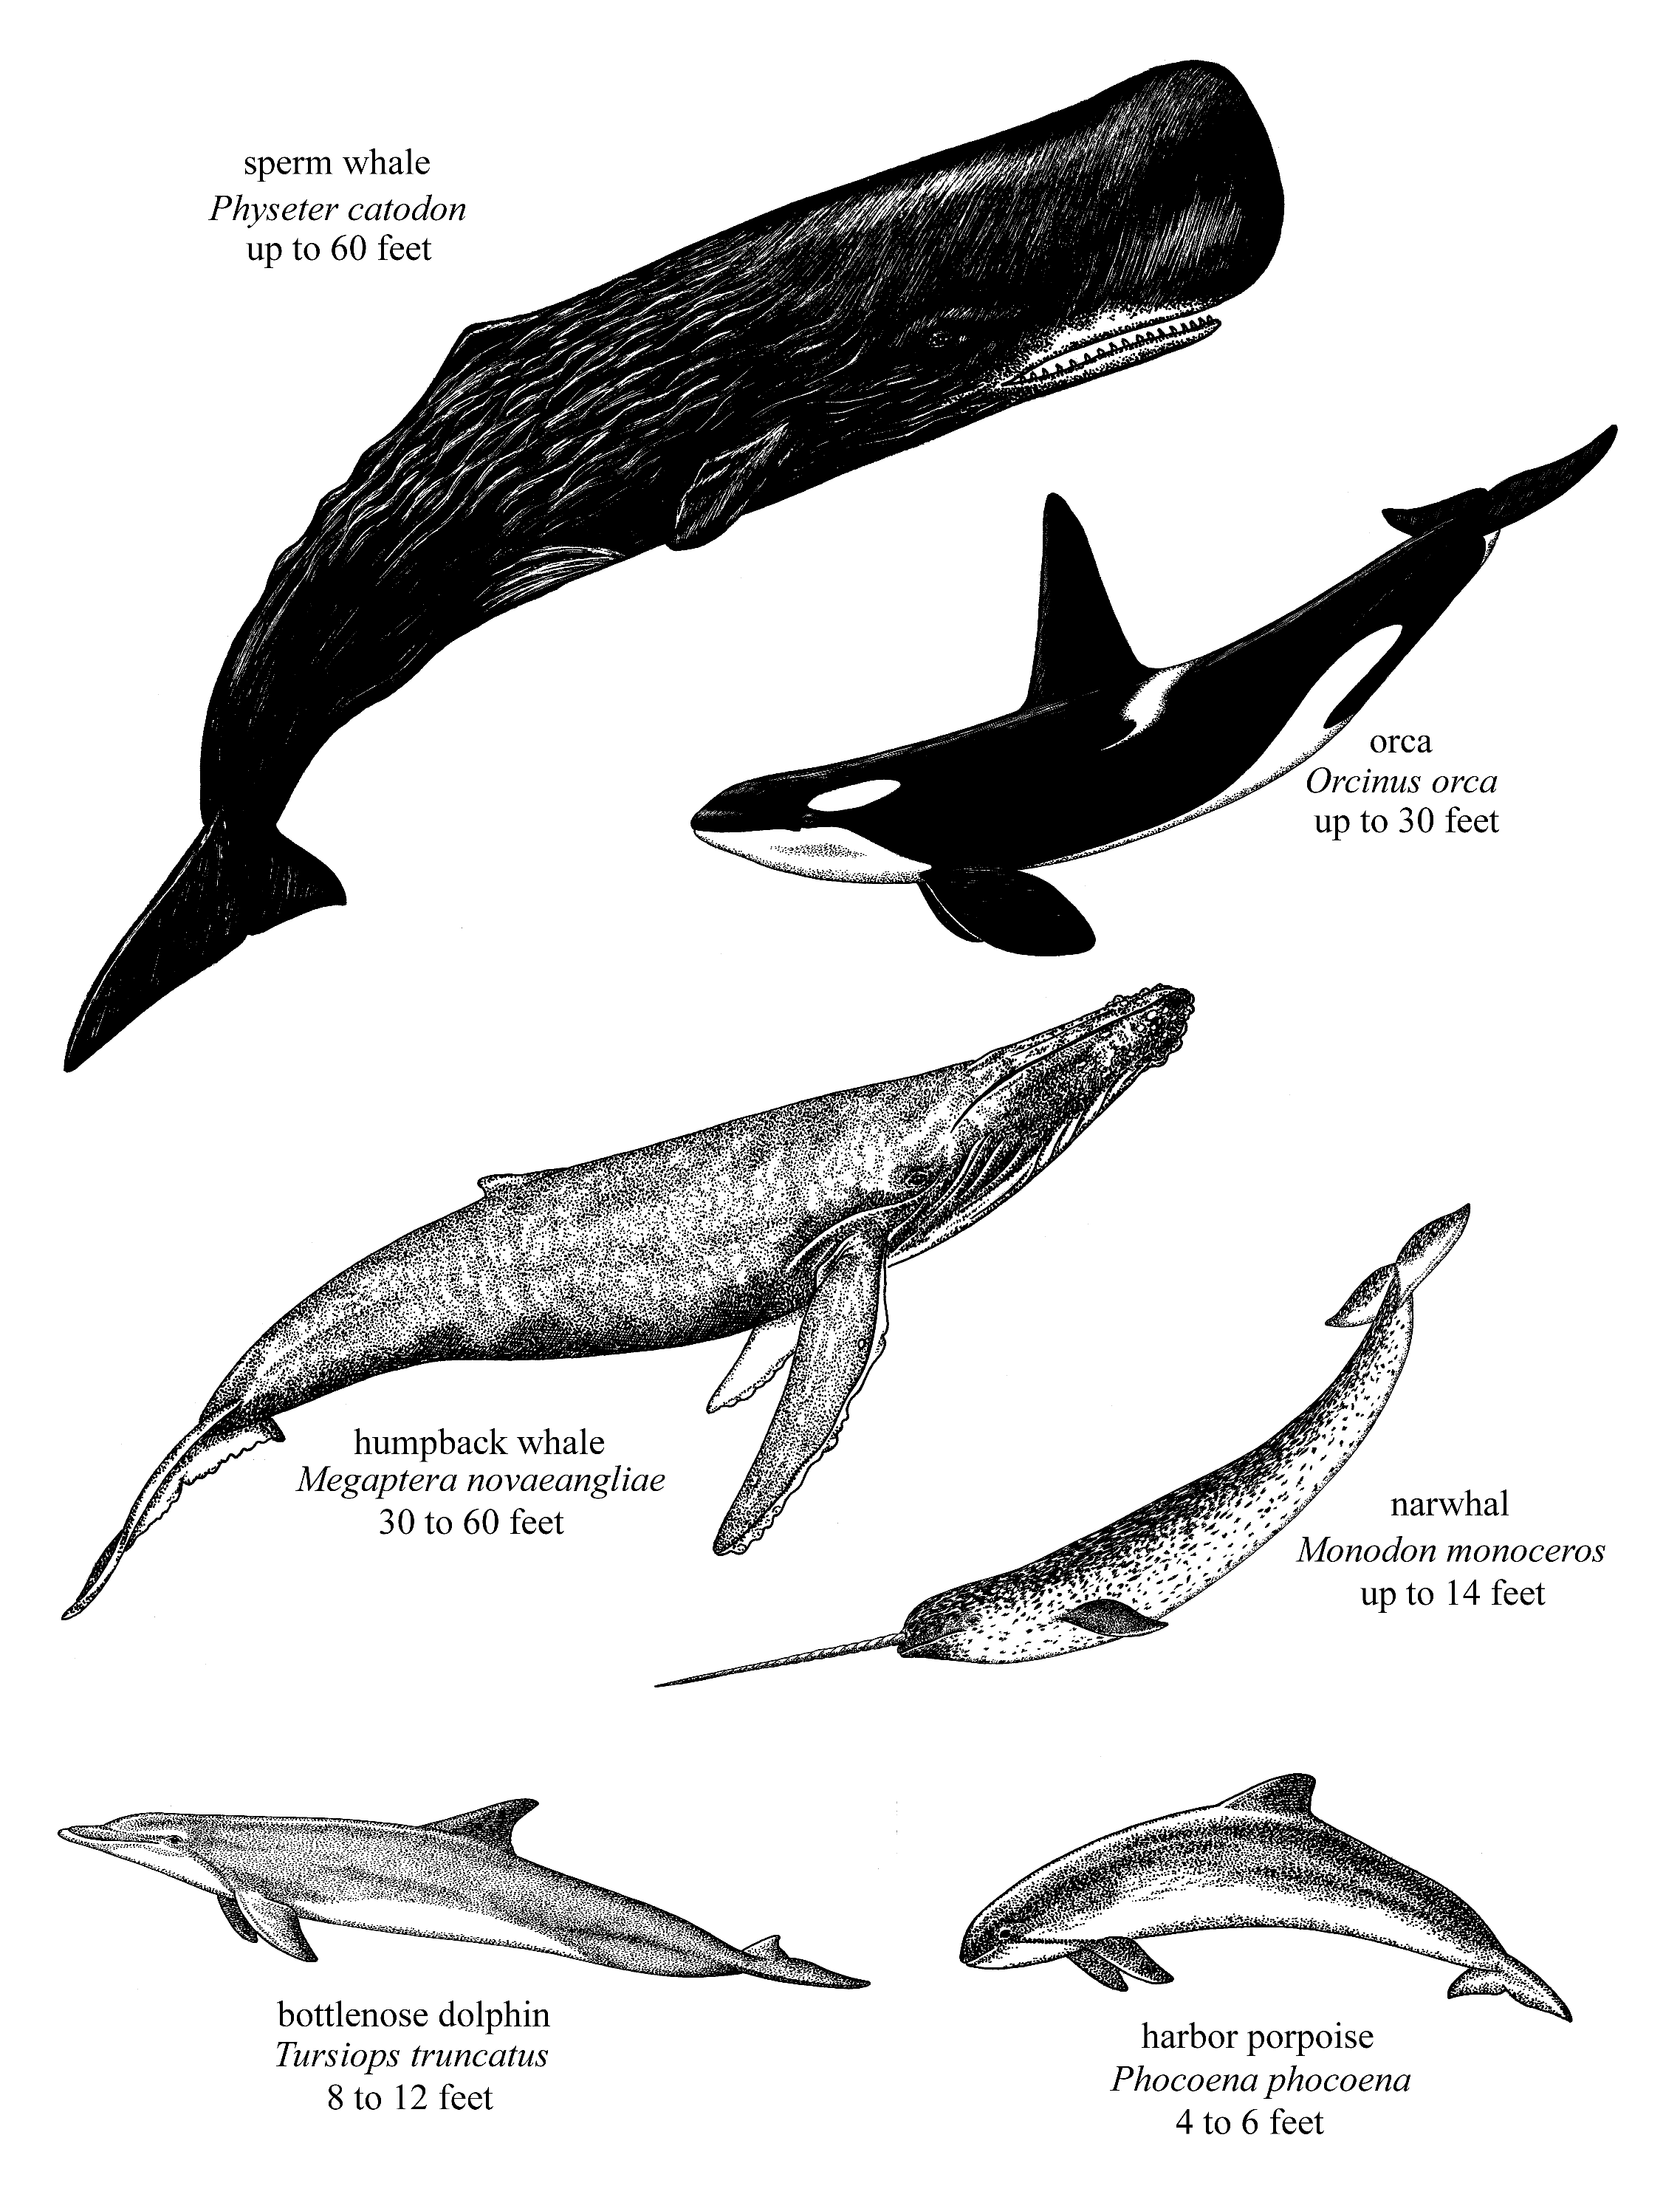 sperm whale
Physeter catodon
up to 60 feet
orca
Orcinus orca
up to 30 feet
humpback whale
Megaptera novaeangliae
30 to 60 feet
narwhal
Monodon monoceros
up to 14 feet
bottlenose dolphin
Tursiops truncatus
8 to 12 feet
harbor porpoise
Phocoena phocoena
4 to 6 feet